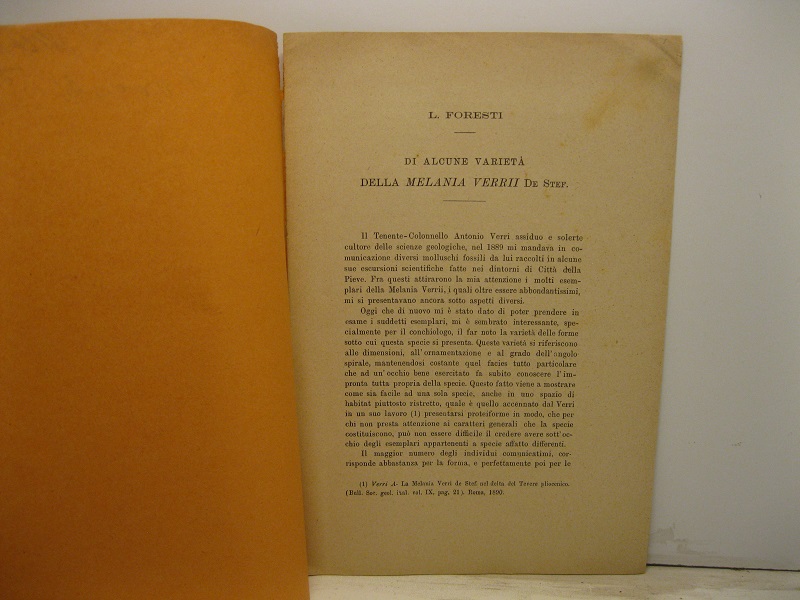 L. FORESTI
DI ALCUNE VARIETÀ
DELLA MELANIA VERRII DE STEF.
Il Tenente-Colonnello Antonio Verri assiduo e solerte
cultore delle scienze geologiche, nel 1889 mi mandava in co-
municazione diversi molluschi fossili da lui raccolti in alcune
sue escursioni scientifiche fatte nei dintorni di Città della
Pieve. Fra questi attirarono la mia attenzione i molti esem-
plari della Melania Verrii, i quali oltre essere abbondantissimi,
mi si presentavano ancora sotto aspetti diversi.
Oggi che di nuovo mi è stato dato di poter prendere in
esame i suddetti esemplari, mi è sembrato interessante, spe-
cialmente per il conchiologo, il far noto la varietà delle forme
sotto cui questa specie si presenta. Queste varietà si riferiscono
alle dimensioni, all'ornamentazione e al grado dell'angolo
spirale, mantenendosi costante quel facies tutto particolare
che ad un'occhio bene esercitato fa subito conoscere l'im-
pronta tutta propria della specie. Questo fatto viene a mostrare
come sia facile ad una sola specie, anche in uno spazio di
habitat piuttosto ristretto, quale è quello accennato dal Verri
in un suo lavoro (1) presentarsi proteiforme in modo, che per
chi non presta attenzione ai caratteri generali che la specie
costituiscono, può non essere difficile il credere avere sott'oc-
chio degli esemplari appartenenti a specie affatto differenti.
Il maggior numero degli individui comunicatimi, cor-
risponde abbastanza per la forma, e perfettamente poi per le
(1) Verri A- La Melania Verri de Stef nel delta del Tevere pliocenico.
(Boll. Soc. geol. ital. vol. IX. pag. 21). Roma, 1890.